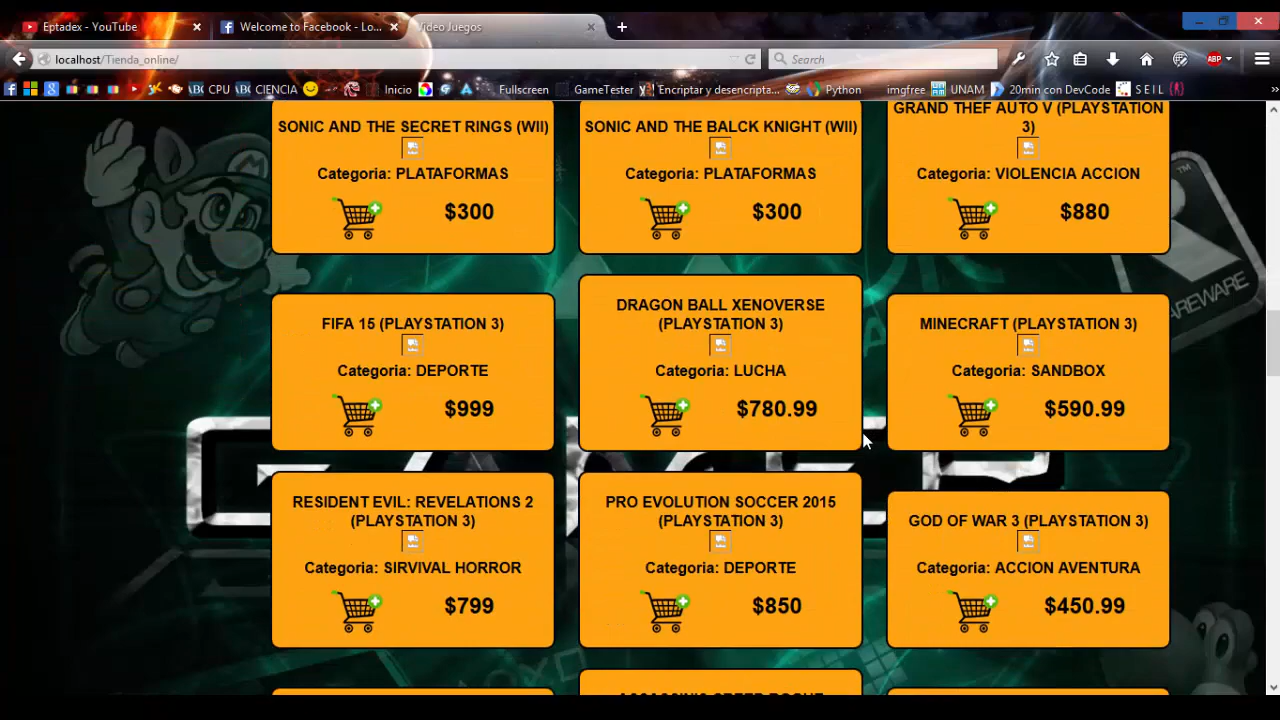 Eptadex - YouTube
Welcome to Facebook - Lo...
Video Juegos
localhost/Tienda_online/
Search
ABP
CPU
CIENCIA
Inicio
Fullscreen
GameTester
Encriptar y desencripta...
Python
imgfree
UNAM
20min con DevCode
S E I L
SONIC AND THE SECRET RINGS (WII)
Categoria: PLATAFORMAS
$300
SONIC AND THE BALCK KNIGHT (WII)
Categoria: PLATAFORMAS
$300
GRAND THEF AUTO V (PLAYSTATION
3)
Categoria: VIOLENCIA ACCION
$880
FIFA 15 (PLAYSTATION 3)
Categoria: DEPORTE
$999
DRAGON BALL XENOVERSE
(PLAYSTATION 3)
Categoria: LUCHA
$780.99
MINECRAFT (PLAYSTATION 3)
Categoria: SANDBOX
$590.99
RESIDENT EVIL: REVELATIONS 2
(PLAYSTATION 3)
Categoria: SIRVIVAL HORROR
$799
PRO EVOLUTION SOCCER 2015
(PLAYSTATION 3)
Categoria: DEPORTE
$850
GOD OF WAR 3 (PLAYSTATION 3)
Categoria: ACCION AVENTURA
$450.99